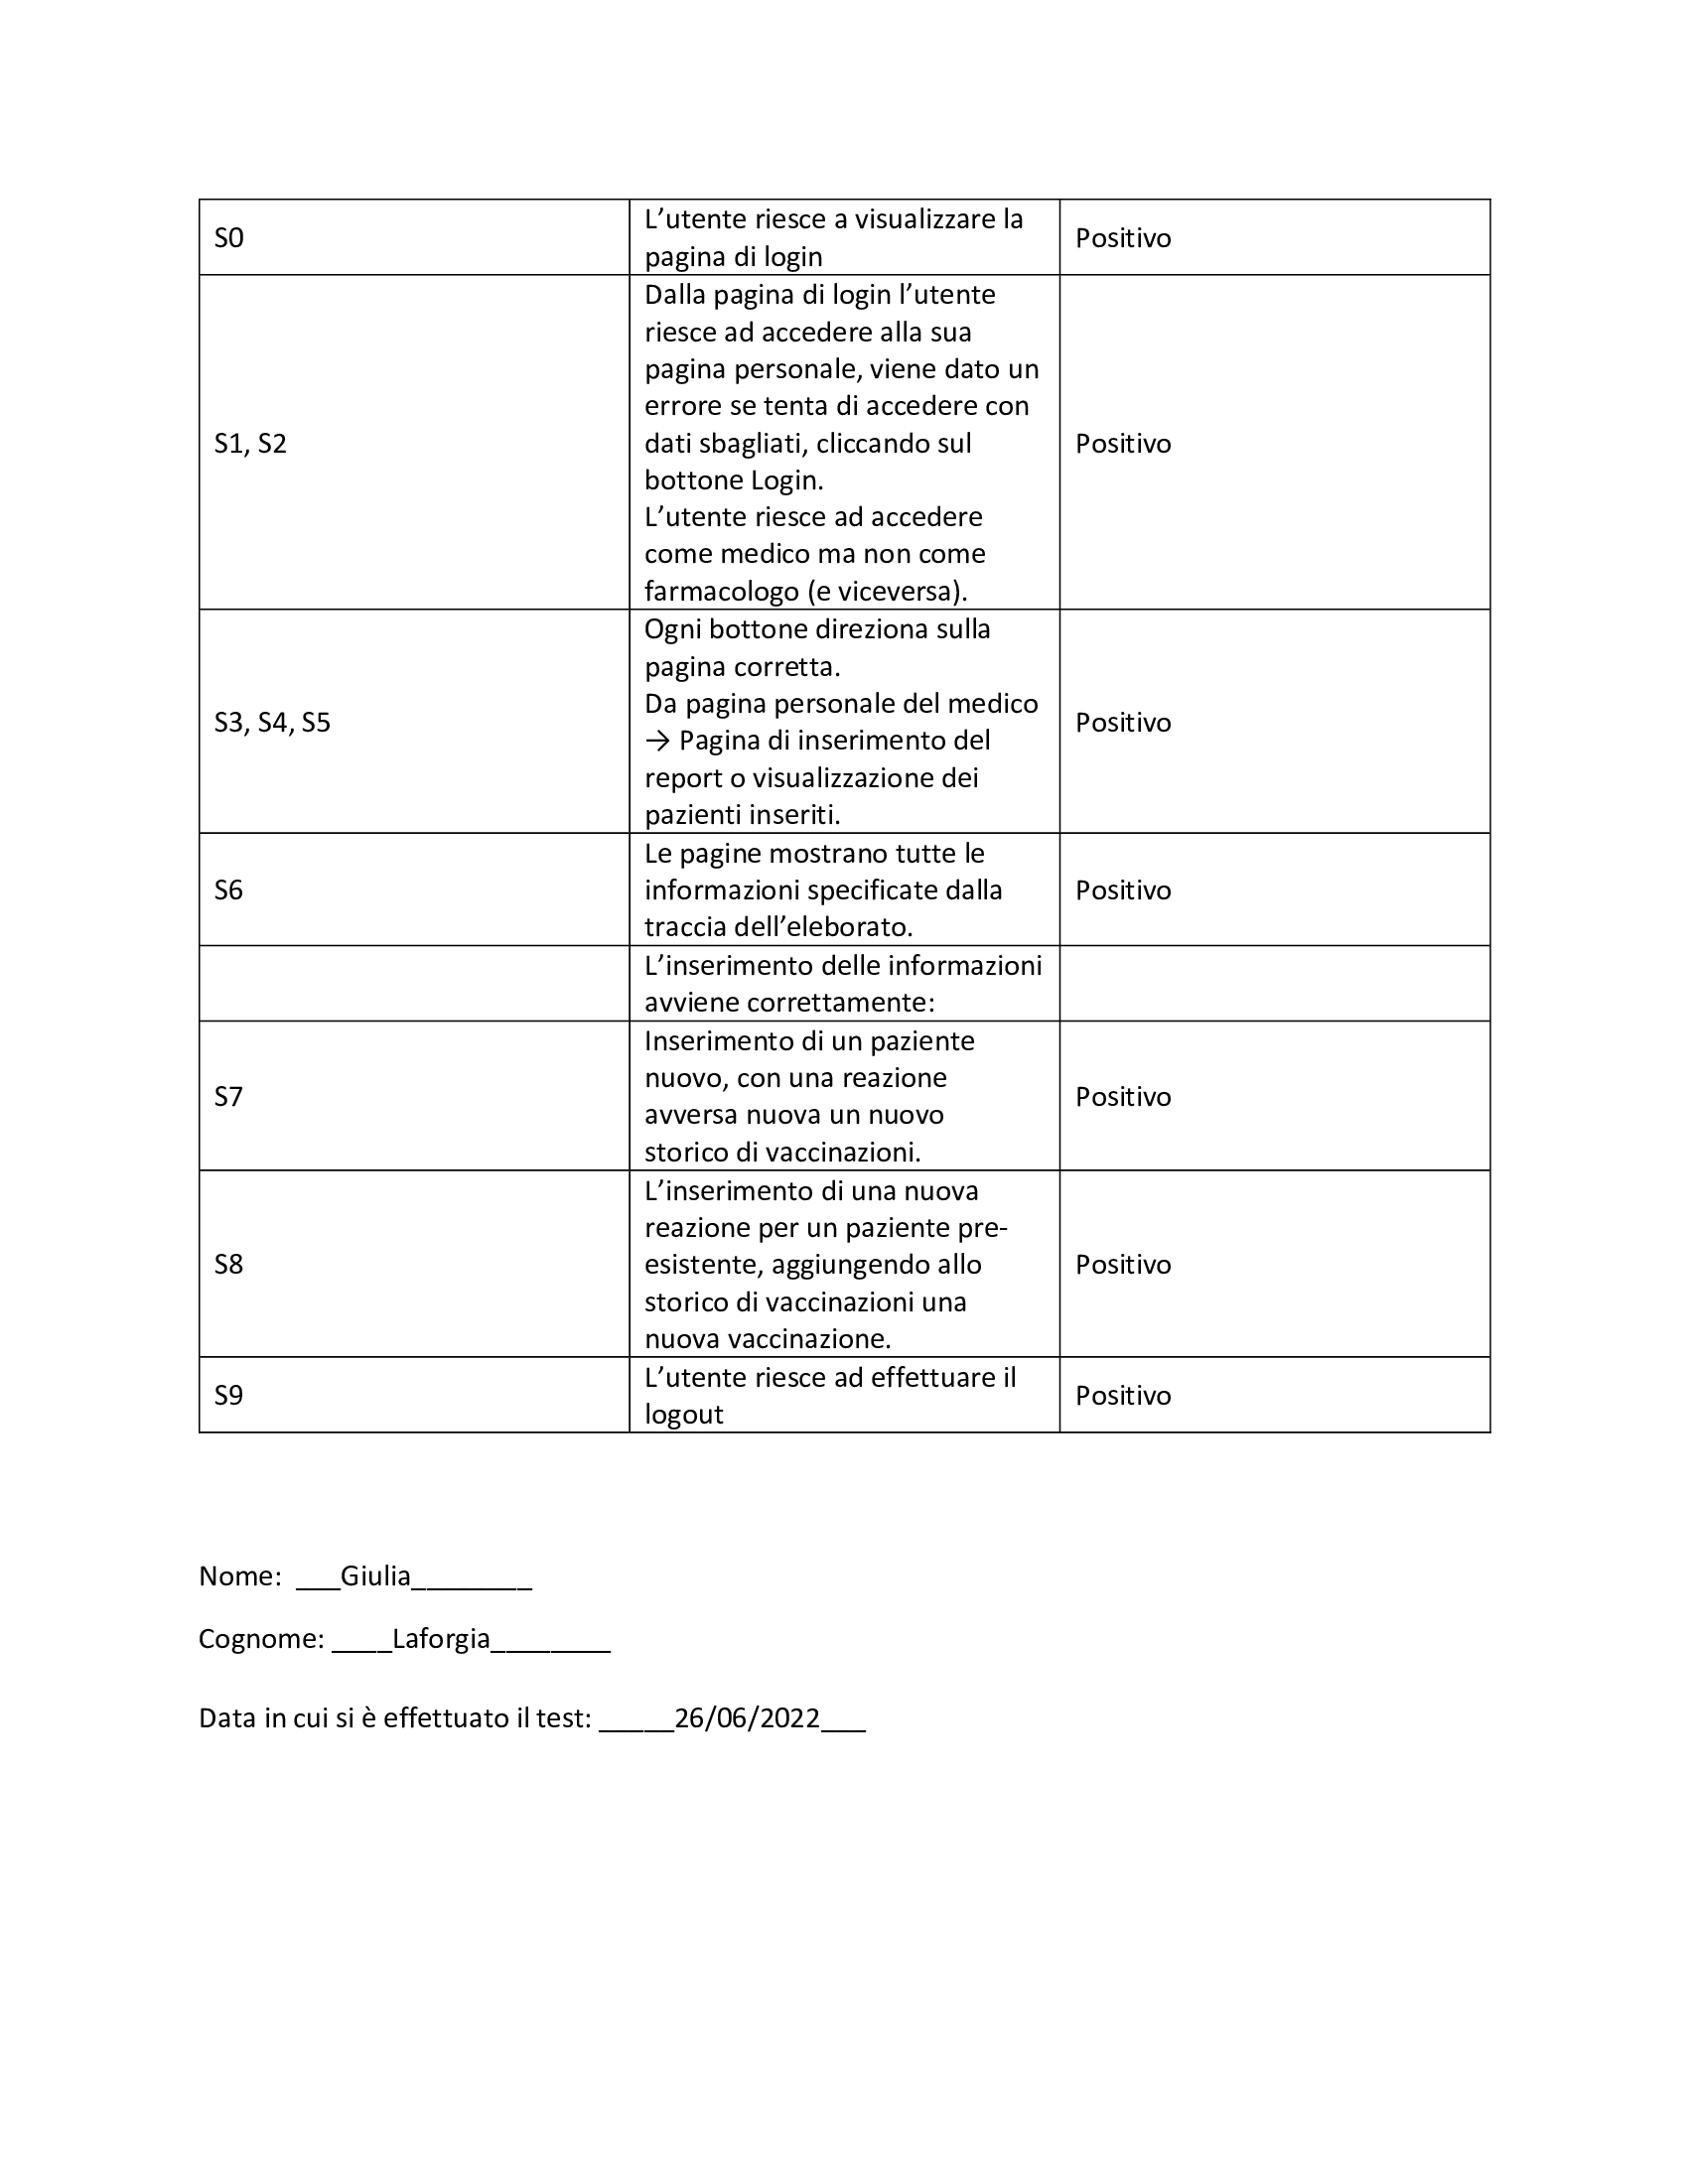 S0
L’utente riesce a visualizzare la
pagina di login
Positivo
S1, S2
Dalla pagina di login l’utente
riesce ad accedere alla sua
pagina personale, viene dato un
errore se tenta di accedere con
dati sbagliati, cliccando sul
bottone Login.
L’utente riesce ad accedere
come medico ma non come
farmacologo (e viceversa).
Positivo
S3, S4, S5
Ogni bottone direziona sulla
pagina corretta.
Da pagina personale del medico
→ Pagina di inserimento del
report o visualizzazione dei
pazienti inseriti.
Positivo
S6
Le pagine mostrano tutte le
informazioni specificate dalla
traccia dell’eleborato.
Positivo
L’inserimento delle informazioni
avviene correttamente:
S7
Inserimento di un paziente
nuovo, con una reazione
avversa nuova un nuovo
storico di vaccinazioni.
Positivo
S8
L’inserimento di una nuova
reazione per un paziente pre-
esistente, aggiungendo allo
storico di vaccinazioni una
nuova vaccinazione.
Positivo
S9
L’utente riesce ad effettuare il
logout
Positivo
Nome: ___Giulia________
Cognome: ____Laforgia________
Data in cui si è effettuato il test: _____26/06/2022___